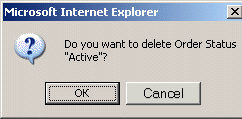 Microsoft Internet Explorer
Do you want to delete Order Status
"Active"?
OK
Cancel